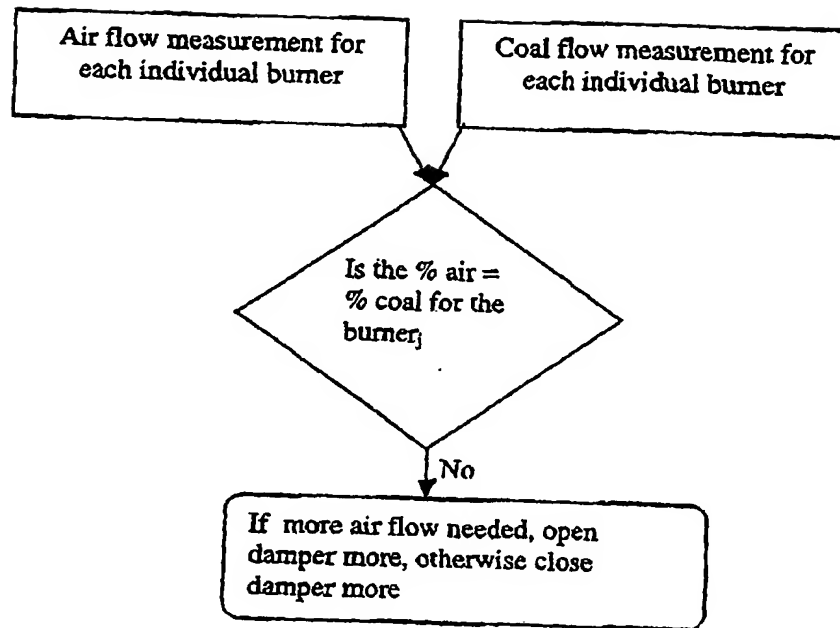 Air flow measurement for
each individual burner
Coal flow measurement for
each individual burner
Is the % air =
% coal for the
burnerj
No
If more air flow needed, open
damper more, otherwise close
damper more